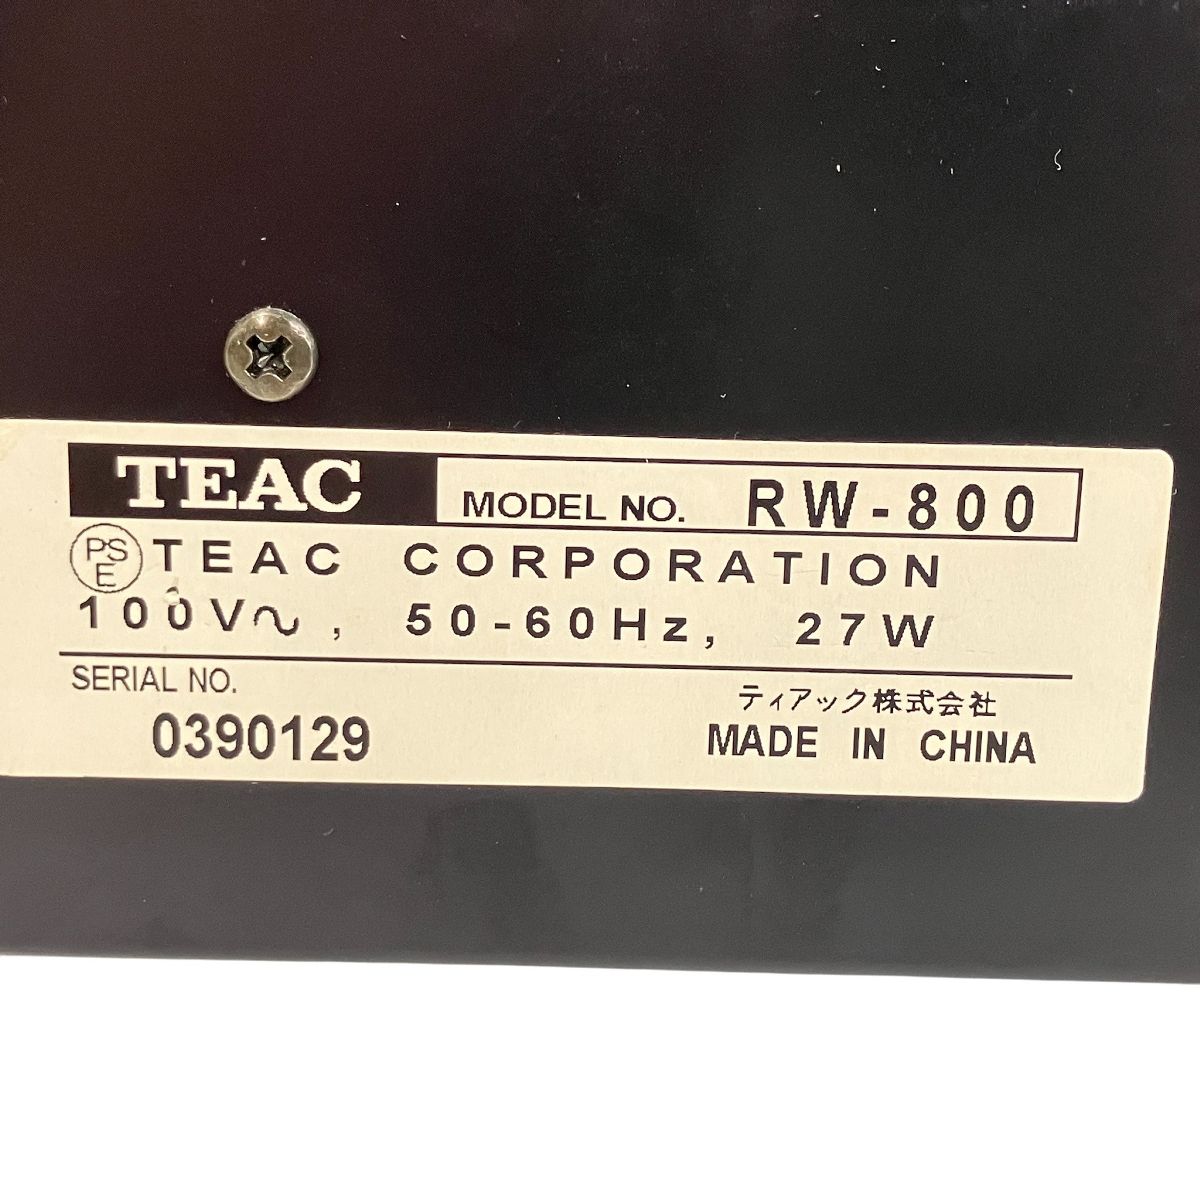 TEAC MODEL NO. RW-800
PSE TEAC CORPORATION
100V～, 50-60Hz, 27W
SERIAL NO.
0390129
ティアック株式会社
MADE IN CHINA